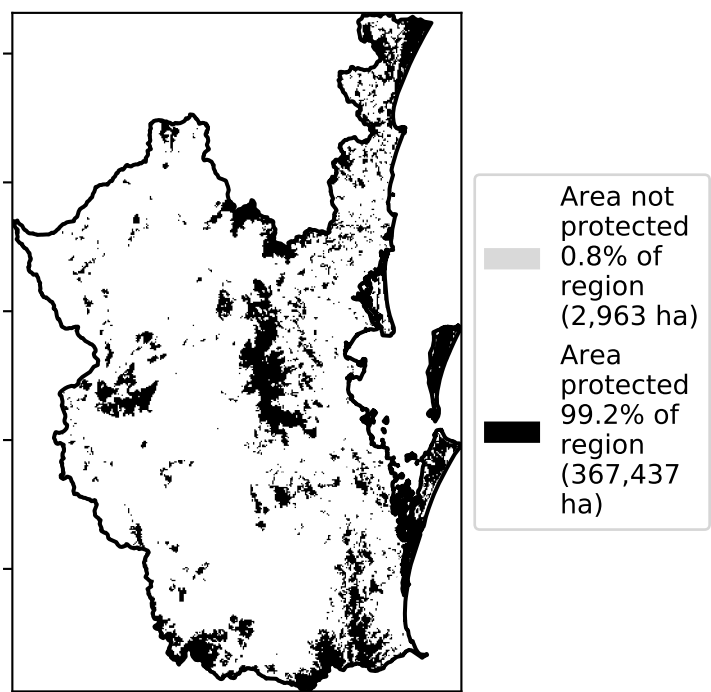 Area not
protected
0.8% of
region
(2,963 ha)
Area
protected
99.2% of
region
(367,437
ha)